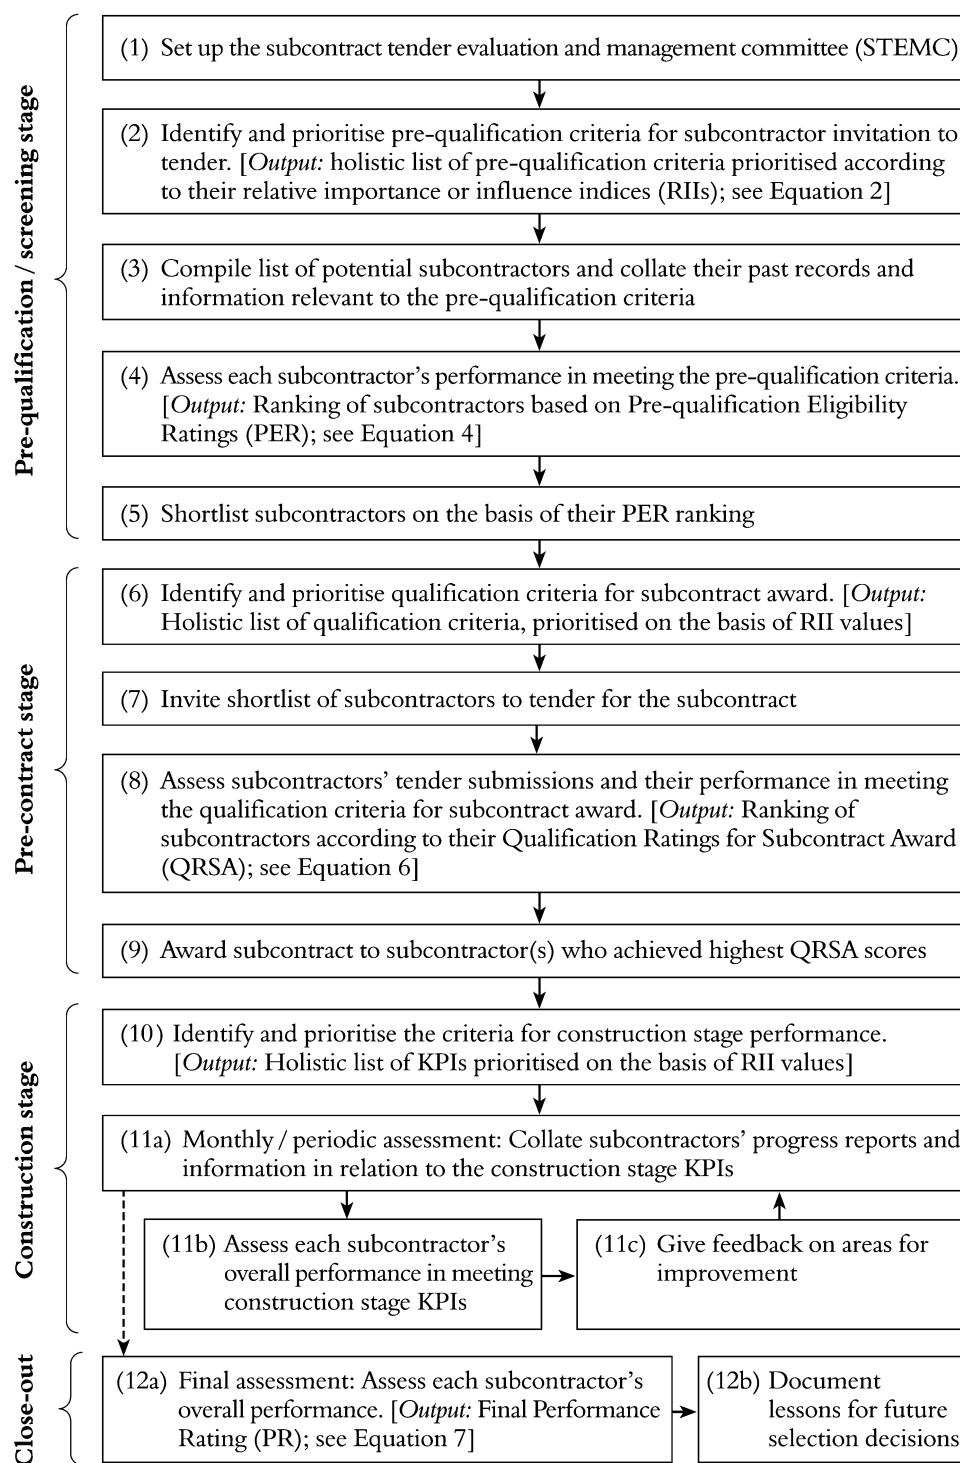 Pre-qualification / screening stage
(1) Set up the subcontract tender evaluation and management committee (STEMC)
(2) Identify and prioritise pre-qualification criteria for subcontractor invitation to
tender. [Output: holistic list of pre-qualification criteria prioritised according
to their relative importance or influence indices (RIIs); see Equation 2]
(3) Compile list of potential subcontractors and collate their past records and
information relevant to the pre-qualification criteria
(4) Assess each subcontractor’s performance in meeting the pre-qualification criteria.
[Output: Ranking of subcontractors based on Pre-qualification Eligibility
Ratings (PER); see Equation 4]
(5) Shortlist subcontractors on the basis of their PER ranking
Pre-contract stage
(6) Identify and prioritise qualification criteria for subcontract award. [Output:
Holistic list of qualification criteria, prioritised on the basis of RII values]
(7) Invite shortlist of subcontractors to tender for the subcontract
(8) Assess subcontractors’ tender submissions and their performance in meeting
the qualification criteria for subcontract award. [Output: Ranking of
subcontractors according to their Qualification Ratings for Subcontract Award
(QRSA); see Equation 6]
(9) Award subcontract to subcontractor(s) who achieved highest QRSA scores
Construction stage
(10) Identify and prioritise the criteria for construction stage performance.
[Output: Holistic list of KPIs prioritised on the basis of RII values]
(11a) Monthly / periodic assessment: Collate subcontractors’ progress reports and
information in relation to the construction stage KPIs
(11b) Assess each subcontractor’s
overall performance in meeting
construction stage KPIs
(11c) Give feedback on areas for
improvement
Close-out
(12a) Final assessment: Assess each subcontractor’s
overall performance. [Output: Final Performance
Rating (PR); see Equation 7]
(12b) Document
lessons for future
selection decisions